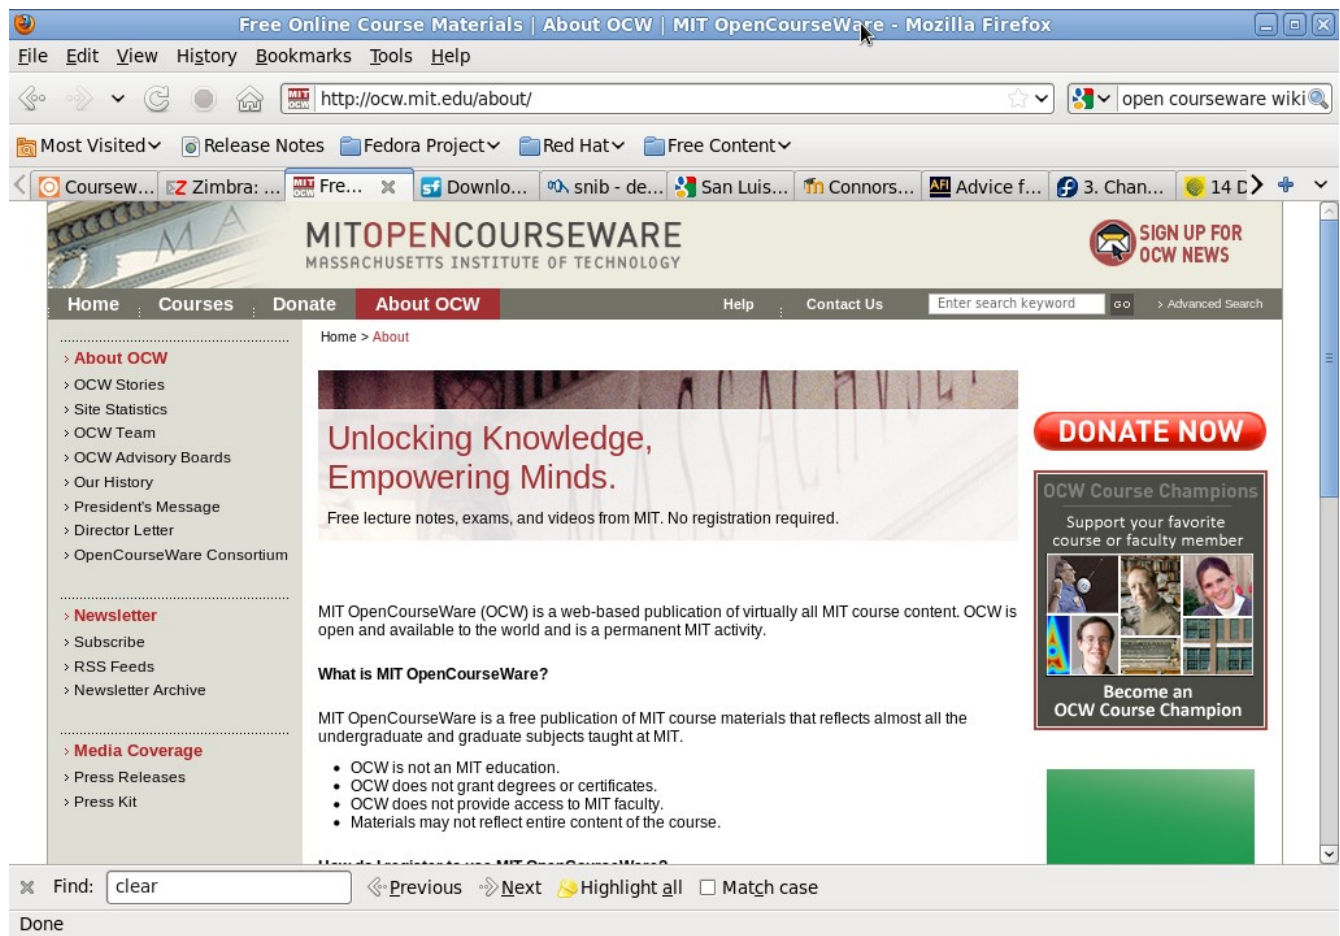 Free Online Course Materials | About OCW | MIT OpenCourseWare - Mozilla Firefox
File Edit View History Bookmarks Tools Help
http://ocw.mit.edu/about/ open courseware wiki
Most Visited Release Notes Fedora Project Red Hat Free Content
Coursew... Zimbra: ... Fre... Downlo... snib - de... San Luis... Connors... Advice f... 3. Chan... 14 D
MITOPENCOURSEWARE
MASSACHUSETTS INSTITUTE OF TECHNOLOGY
SIGN UP FOR
OCW NEWS
Home Courses Donate About OCW Help Contact Us Enter search keyword GO › Advanced Search
Home > About
› About OCW
› OCW Stories
› Site Statistics
› OCW Team
› OCW Advisory Boards
› Our History
› President's Message
› Director Letter
› OpenCourseWare Consortium
› Newsletter
› Subscribe
› RSS Feeds
› Newsletter Archive
› Media Coverage
› Press Releases
› Press Kit
Unlocking Knowledge,
Empowering Minds.
Free lecture notes, exams, and videos from MIT. No registration required.
MIT OpenCourseWare (OCW) is a web-based publication of virtually all MIT course content. OCW is
open and available to the world and is a permanent MIT activity.
What is MIT OpenCourseWare?
MIT OpenCourseWare is a free publication of MIT course materials that reflects almost all the
undergraduate and graduate subjects taught at MIT.
• OCW is not an MIT education.
• OCW does not grant degrees or certificates.
• OCW does not provide access to MIT faculty.
• Materials may not reflect entire content of the course.
How do I register to use MIT OpenCourseWare?
DONATE NOW
OCW Course Champions
Support your favorite
course or faculty member
Become an
OCW Course Champion
Find: clear Previous Next Highlight all Match case
Done